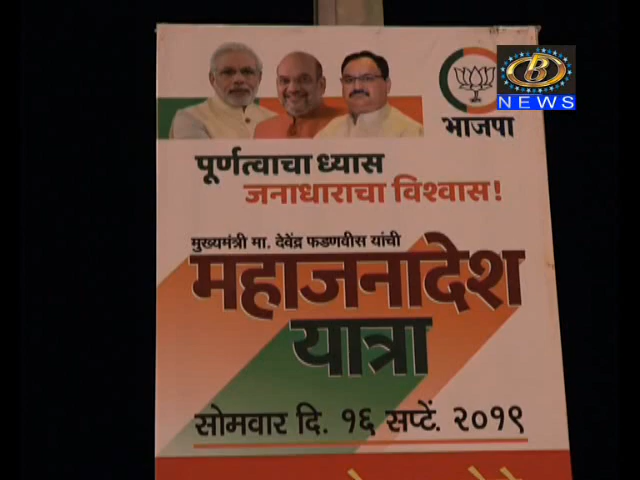 B
NEWS
भाजपा
पूर्णत्वाचा ध्यास
जनाधाराचा विश्वास!
मुख्यमंत्री मा. देवेंद्र फडणवीस यांची
महाजनादेश
यात्रा
सोमवार दि. १६ सप्टें. २०१९